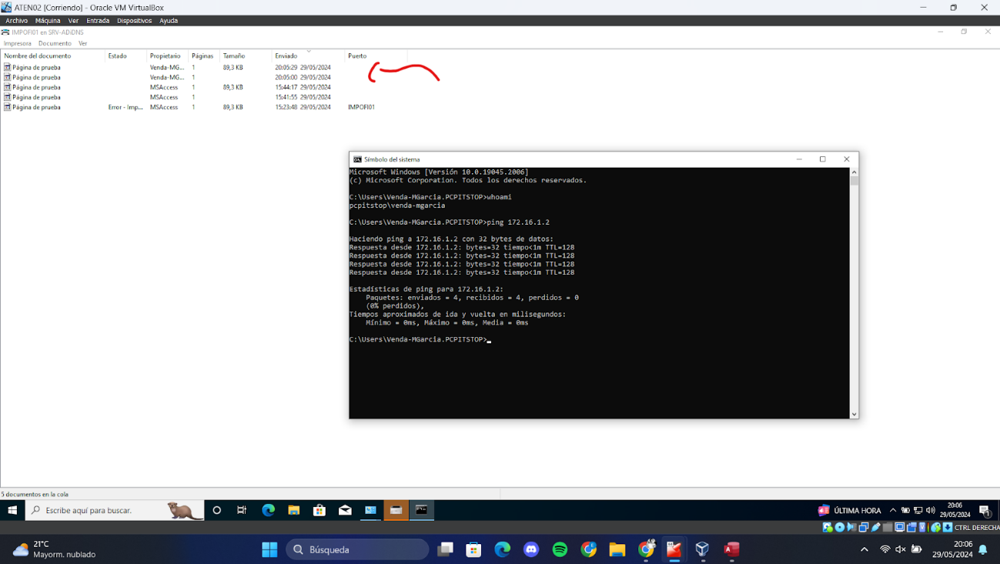 ATEN02 [Corriendo] - Oracle VM VirtualBox
Archivo Máquina Ver Entrada Dispositivos Ayuda
IMPOFI01 en SRV-ADiDNS
Impresora Documento Ver
Nombre del documento Estado Propietario Páginas Tamaño Enviado Puerto
Página de prueba Venda-MG... 1 89,3 KB 20:05:29 29/05/2024
Página de prueba Venda-MG... 1 20:05:00 29/05/2024
Página de prueba MSAccess 1 89,3 KB 15:44:17 29/05/2024
Página de prueba MSAccess 1 15:41:55 29/05/2024
Página de prueba Error - Imp... MSAccess 1 89,3 KB 15:23:48 29/05/2024 IMPOFI01
Símbolo del sistema
Microsoft Windows [Versión 10.0.19045.2006]
(c) Microsoft Corporation. Todos los derechos reservados.
C:\Users\Venda-MGarcia.PCPITSTOP>whoami
pcpitstop\venda-mgarcia
C:\Users\Venda-MGarcia.PCPITSTOP>ping 172.16.1.2
Haciendo ping a 172.16.1.2 con 32 bytes de datos:
Respuesta desde 172.16.1.2: bytes=32 tiempo<1m TTL=128
Respuesta desde 172.16.1.2: bytes=32 tiempo<1m TTL=128
Respuesta desde 172.16.1.2: bytes=32 tiempo<1m TTL=128
Respuesta desde 172.16.1.2: bytes=32 tiempo<1m TTL=128
Estadísticas de ping para 172.16.1.2:
Paquetes: enviados = 4, recibidos = 4, perdidos = 0
(0% perdidos),
Tiempos aproximados de ida y vuelta en milisegundos:
Mínimo = 0ms, Máximo = 0ms, Media = 0ms
C:\Users\Venda-MGarcia.PCPITSTOP>
5 documentos en la cola
Escribe aquí para buscar.
ÚLTIMA HORA
20:06
29/05/2024
1
CTRL DERECHA
21°C
Mayorm. nublado
Búsqueda
20:06
29/05/2024